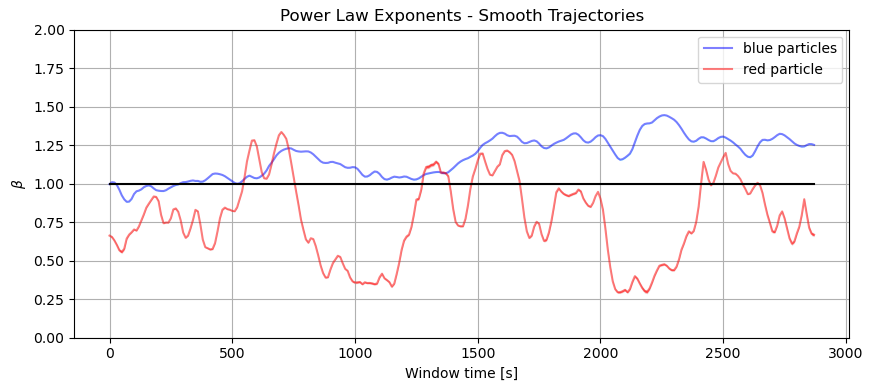 Power Law Exponents - Smooth Trajectories
2.00
1.75
1.50
1.25
1.00
0.75
0.50
0.25
0.00
β
blue particles
red particle
0 500 1000 1500 2000 2500 3000
Window time [s]